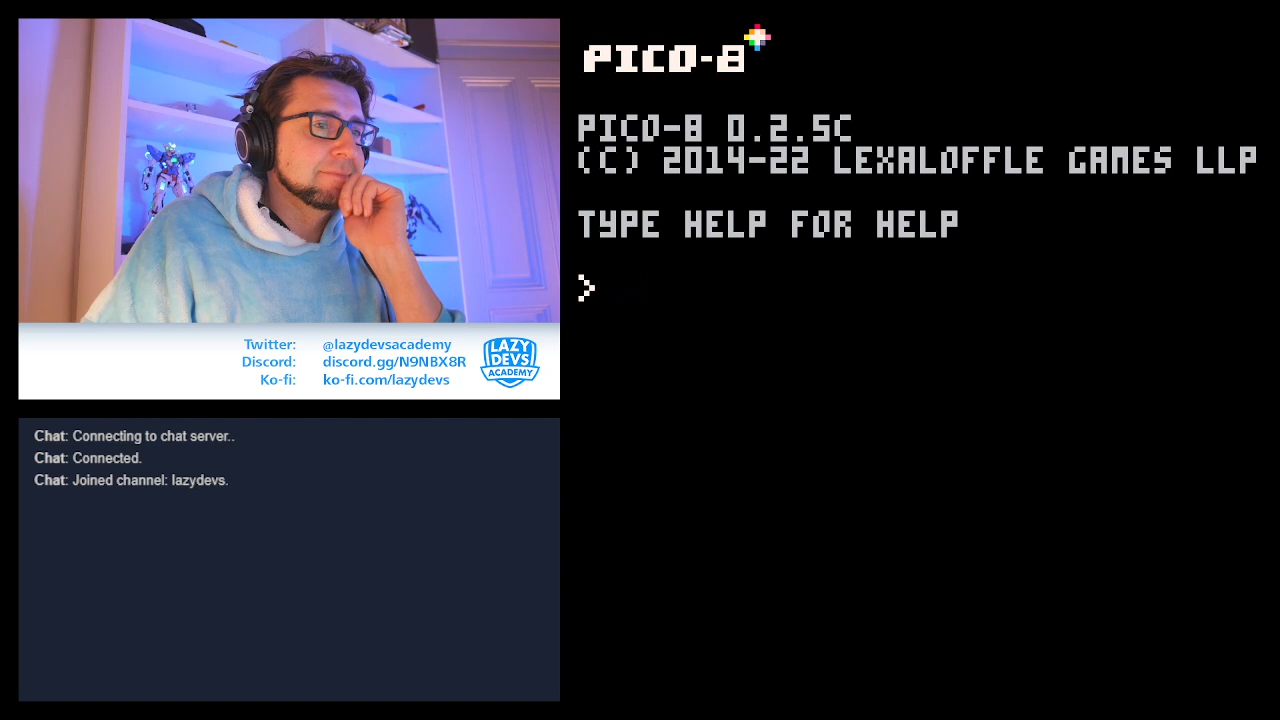 PICO-8
PICO-8 0.2.5C
(C) 2014-22 LEXALOFFLE GAMES LLP
TYPE HELP FOR HELP
>
Twitter: @lazydevsacademy
Discord: discord.gg/N9NBX8R
Ko-fi: ko-fi.com/lazydevs
LAZY
DEVS
ACADEMY
Chat: Connecting to chat server..
Chat: Connected.
Chat: Joined channel: lazydevs.